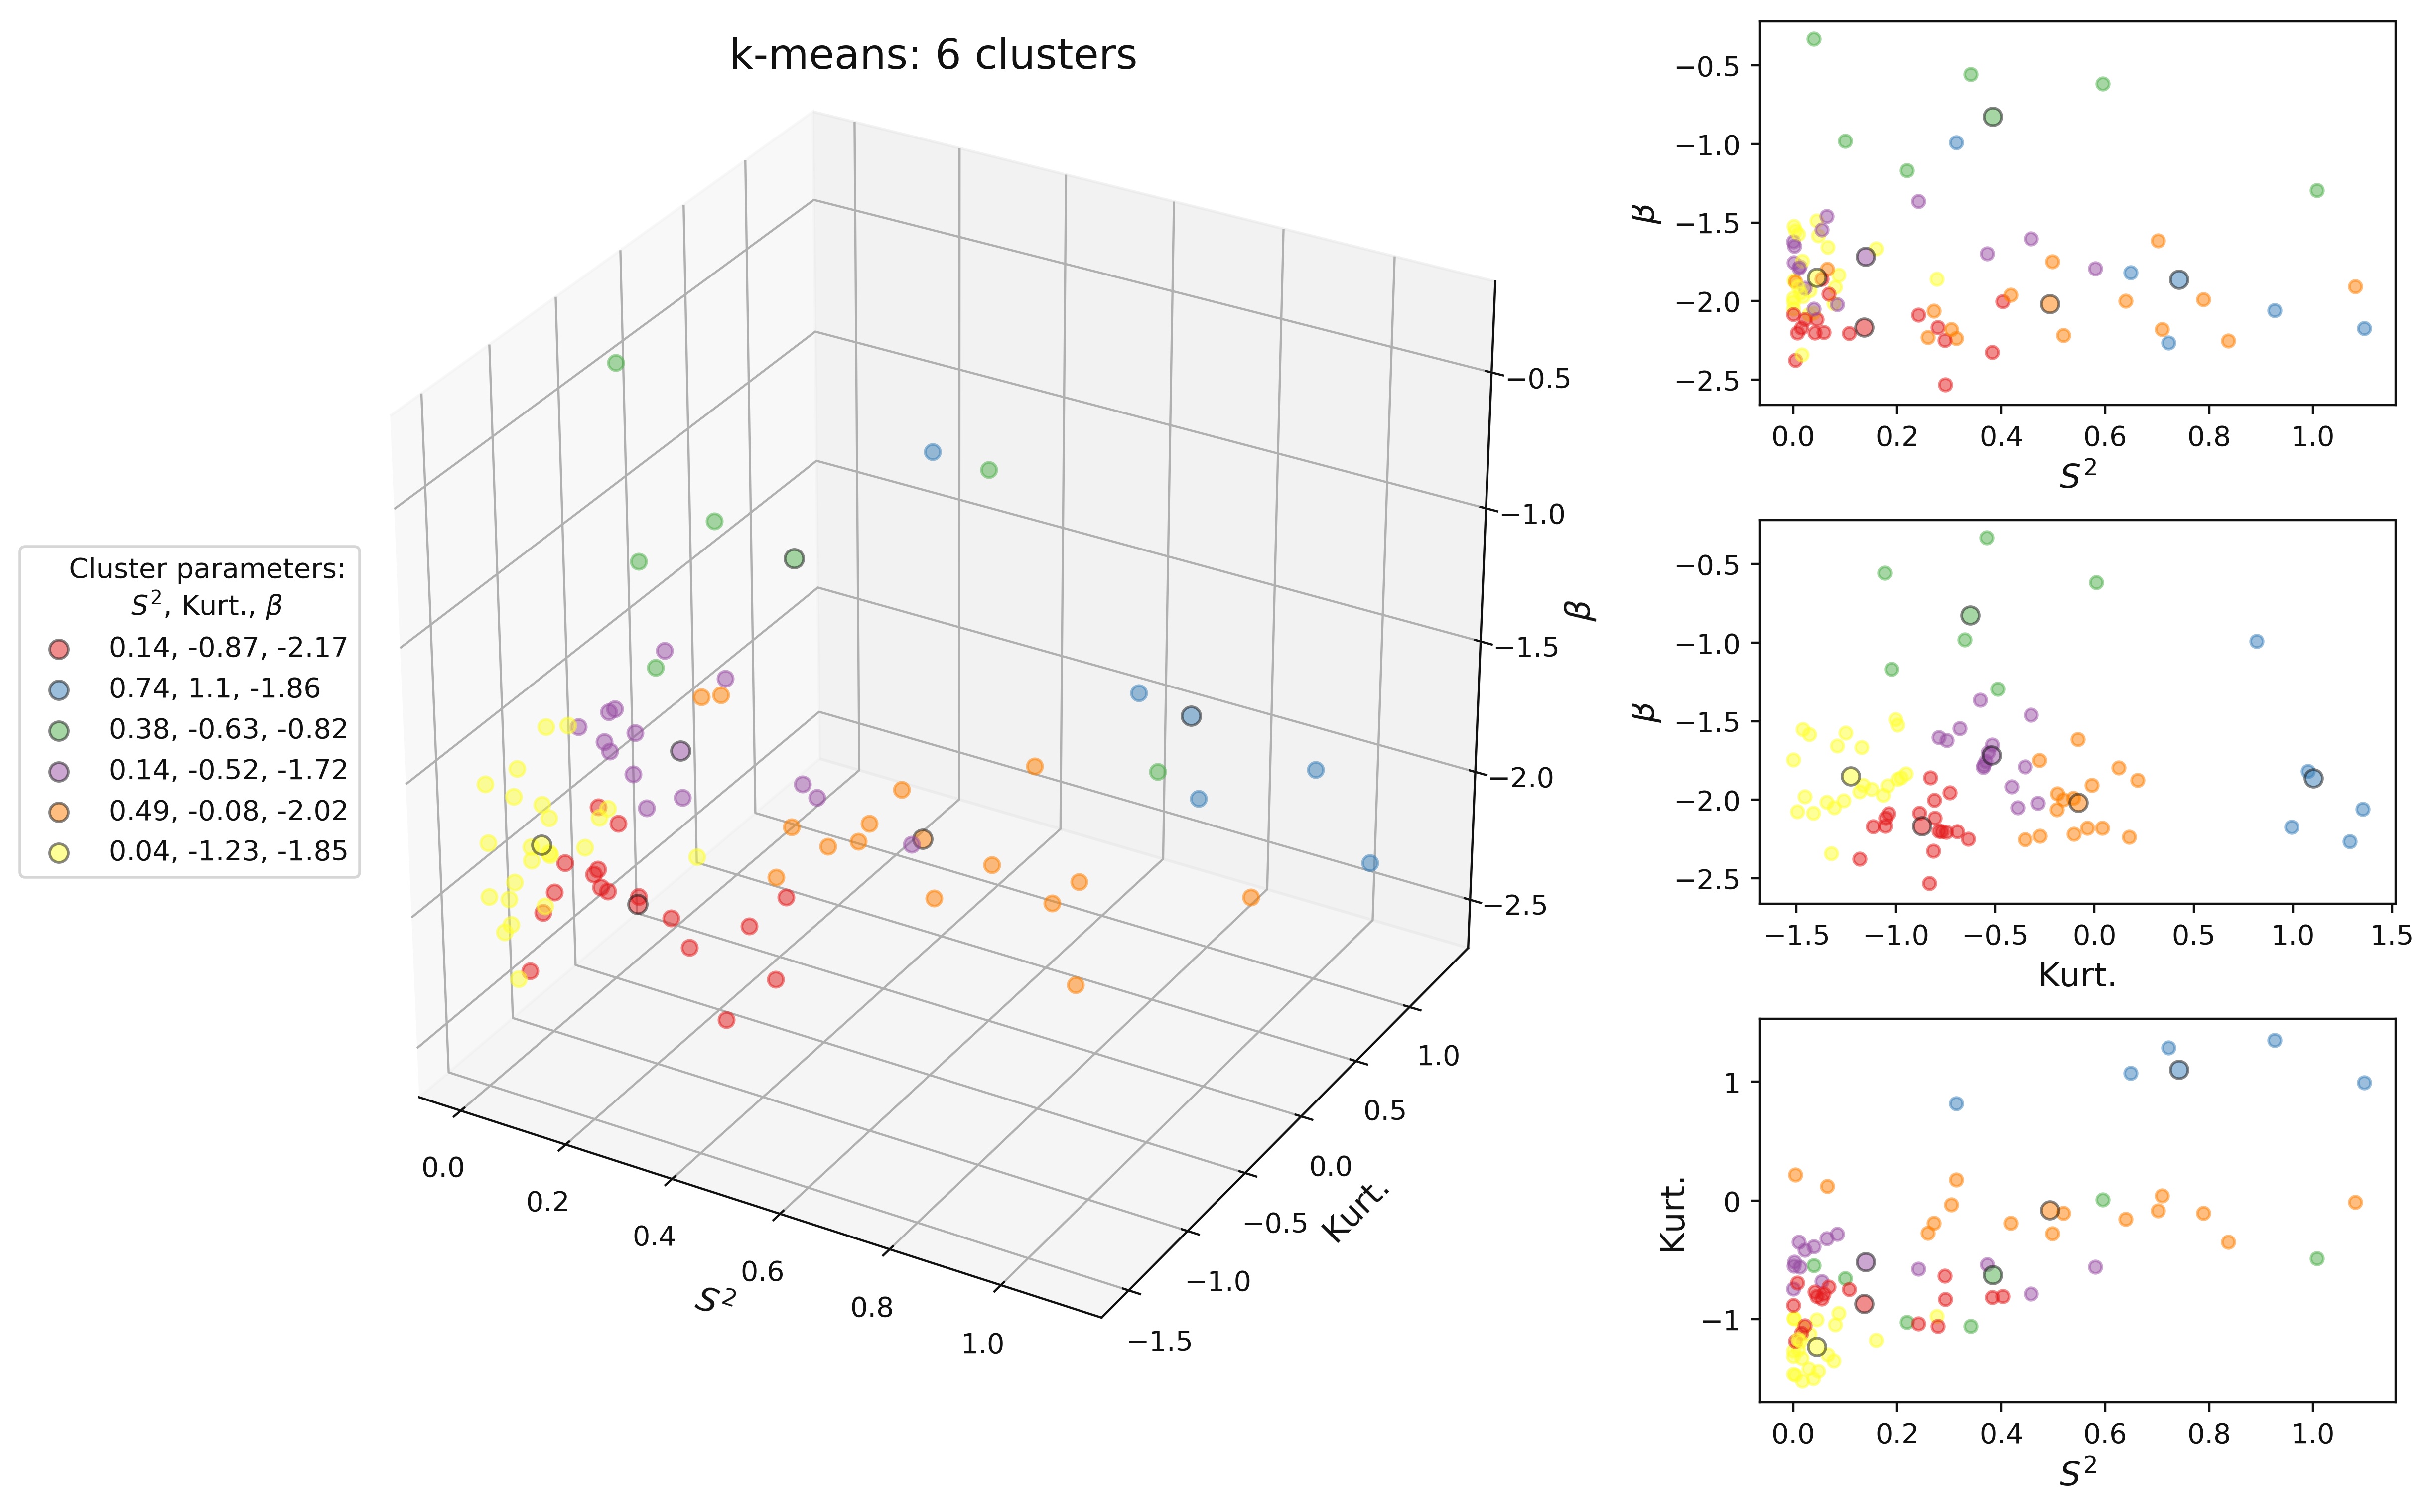 k-means: 6 clusters
Cluster parameters:
S², Kurt., β
0.14, -0.87, -2.17
0.74, 1.1, -1.86
0.38, -0.63, -0.82
0.14, -0.52, -1.72
0.49, -0.08, -2.02
0.04, -1.23, -1.85
−0.5
−1.0
β
−1.5
−2.0
−2.5
0.0
0.2
0.4
0.6
0.8
1.0
S²
1.0
0.5
0.0
−0.5
−1.0
−1.5
Kurt.
−0.5
−1.0
β
−1.5
−2.0
−2.5
0.0 0.2 0.4 0.6 0.8 1.0
S²
−0.5
−1.0
β
−1.5
−2.0
−2.5
−1.5 −1.0 −0.5 0.0 0.5 1.0 1.5
Kurt.
1
0
Kurt.
−1
0.0 0.2 0.4 0.6 0.8 1.0
S²